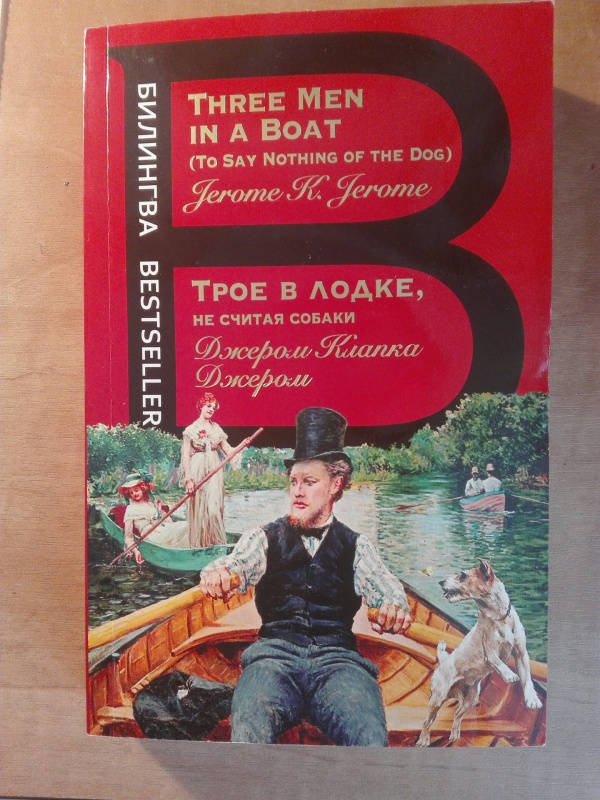 THREE MEN
IN A BOAT
(TO SAY NOTHING OF THE DOG)
Jerome K. Jerome
ТРОЕ В ЛОДКЕ,
НЕ СЧИТАЯ СОБАКИ
Джером Клапка
Джером
БИЛИНГВА BESTSELLER